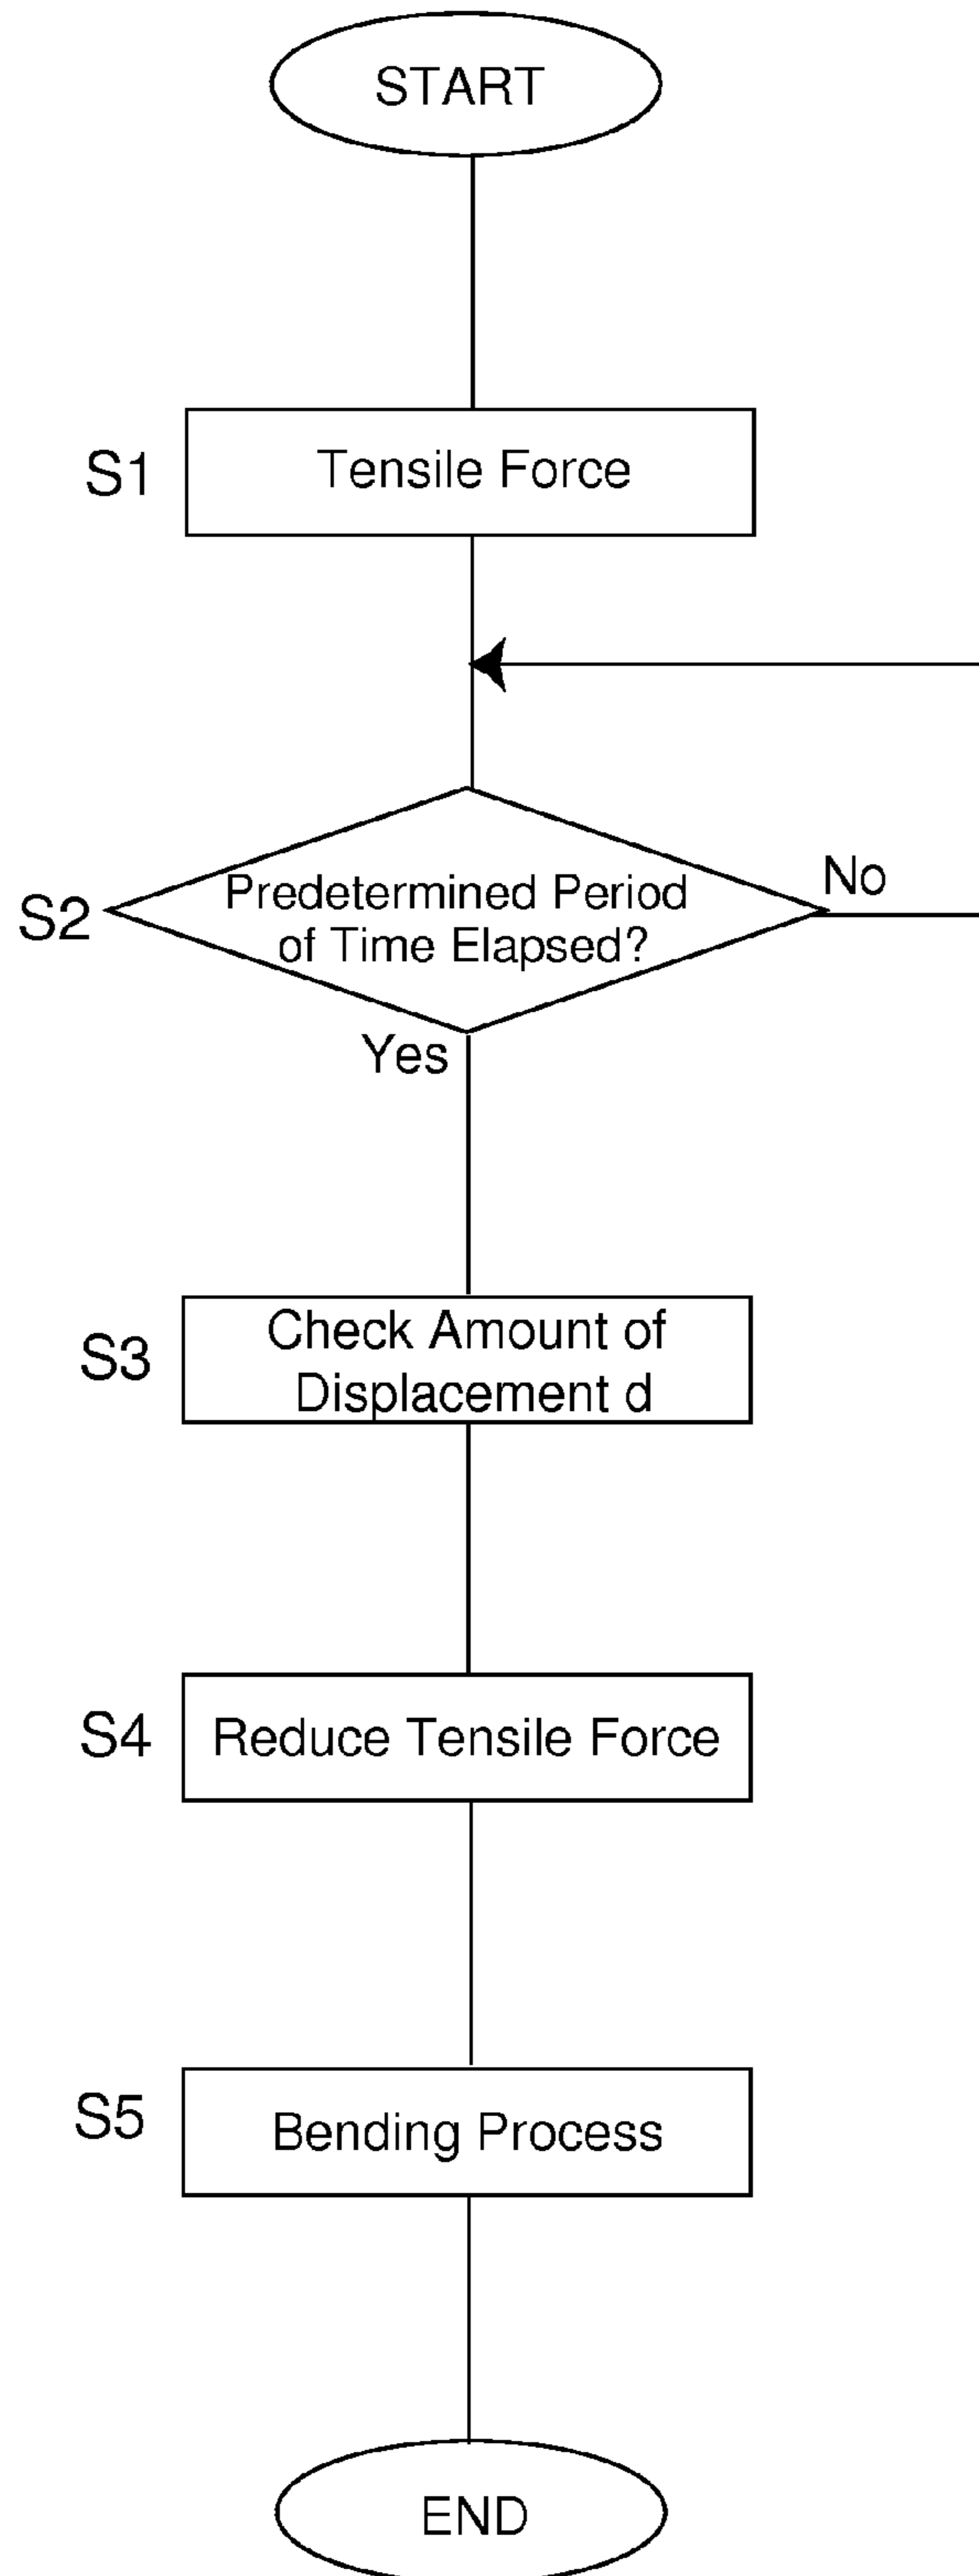 START
S1
Tensile Force
No
S2
Predetermined Period
of Time Elapsed?
Yes
S3
Check Amount of
Displacement d
S4
Reduce Tensile Force
S5
Bending Process
END